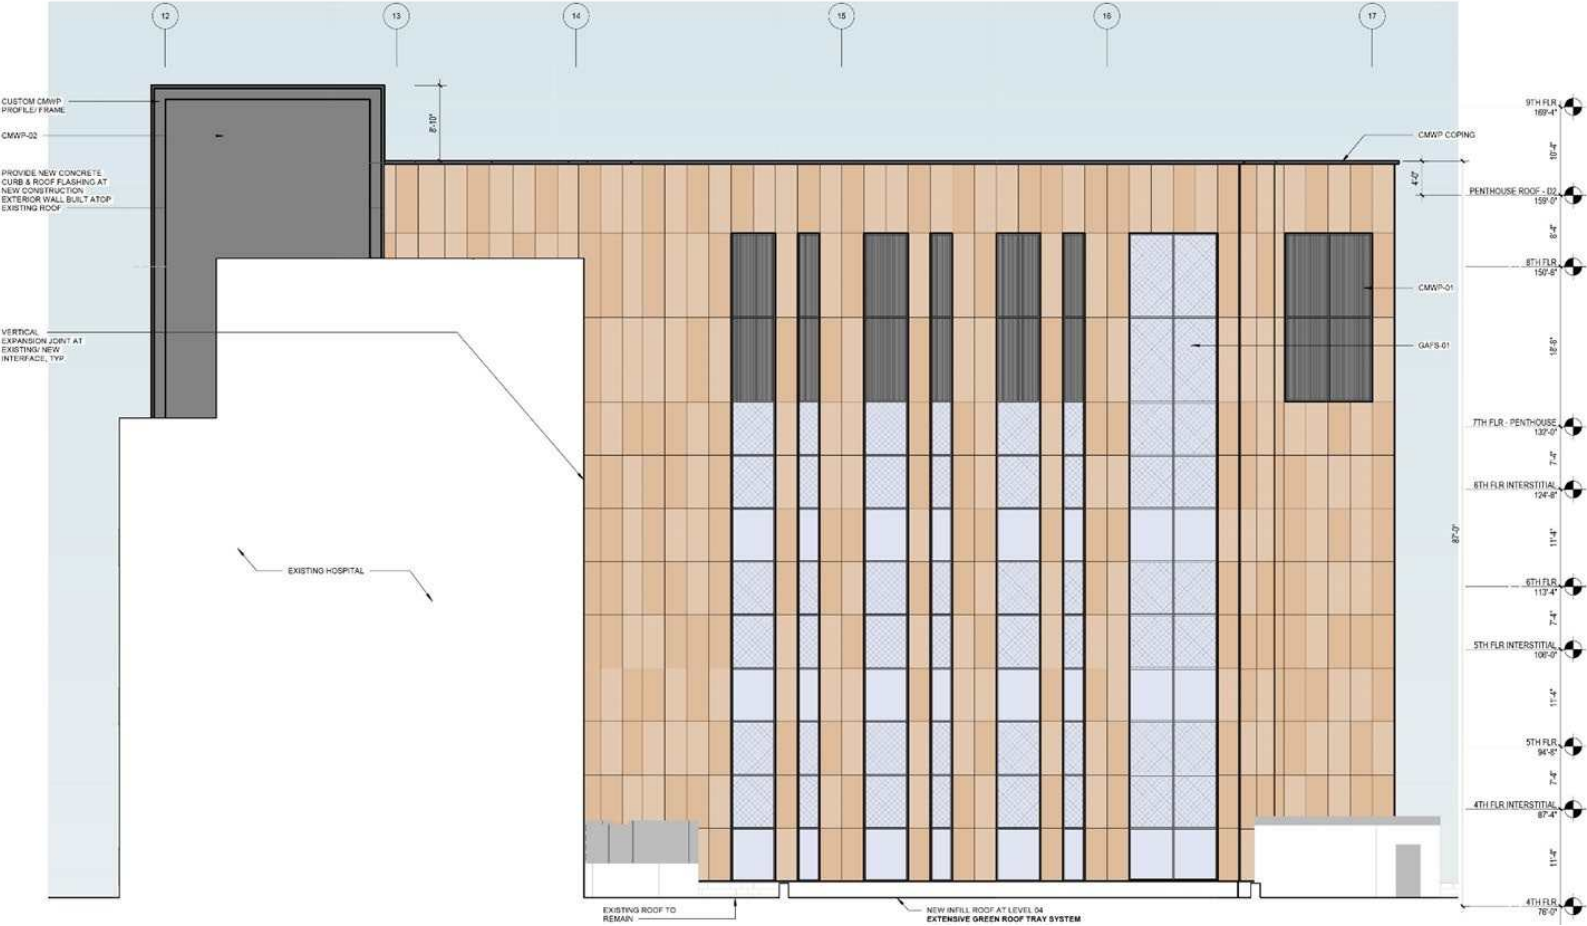 12
13
14
15
16
17
CUSTOM CMWP
PROFILE/ FRAME
CMWP-02
PROVIDE NEW CONCRETE
CURB & ROOF FLASHING AT
NEW CONSTRUCTION
EXTERIOR WALL BUILT ATOP
EXISTING ROOF
VERTICAL
EXPANSION JOINT AT
EXISTING/ NEW
INTERFACE, TYP.
EXISTING HOSPITAL
8'-10"
CMWP COPING
4'-0"
CMWP-01
GAFS-01
87'-0"
9TH FLR
169'-4"
10'-4"
PENTHOUSE ROOF - D2
159'-0"
8'-4"
8TH FLR
150'-8"
18'-8"
7TH FLR - PENTHOUSE
132'-0"
7'-4"
6TH FLR INTERSTITIAL
124'-8"
11'-4"
6TH FLR
113'-4"
7'-4"
5TH FLR INTERSTITIAL
106'-0"
11'-4"
5TH FLR
94'-8"
7'-4"
4TH FLR INTERSTITIAL
87'-4"
11'-4"
4TH FLR
76'-0"
EXISTING ROOF TO
REMAIN
NEW INFILL ROOF AT LEVEL 04
EXTENSIVE GREEN ROOF TRAY SYSTEM